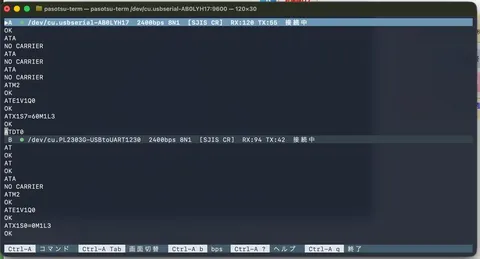 pasotsu-term — pasotsu-term /dev/cu.usbserial-AB0LYH17:9600 — 120×30
▶A ● /dev/cu.usbserial-AB0LYH17 2400bps 8N1 [SJIS CR] RX:120 TX:56 接続中
OK
ATA
NO CARRIER
ATA
NO CARRIER
ATA
NO CARRIER
ATM2
OK
ATE1V1Q0
OK
ATX1S7=60M1L3
OK
ATDT0
B ● /dev/cu.PL2303G-USBtoUART1230 2400bps 8N1 [SJIS CR] RX:94 TX:42 接続中
AT
OK
AT
OK
ATA
NO CARRIER
ATM2
OK
ATE1V1Q0
OK
ATX1S0=0M1L3
OK
Ctrl-A コマンド Ctrl-A Tab 画面切替 Ctrl-A b bps Ctrl-A ? ヘルプ Ctrl-A q 終了